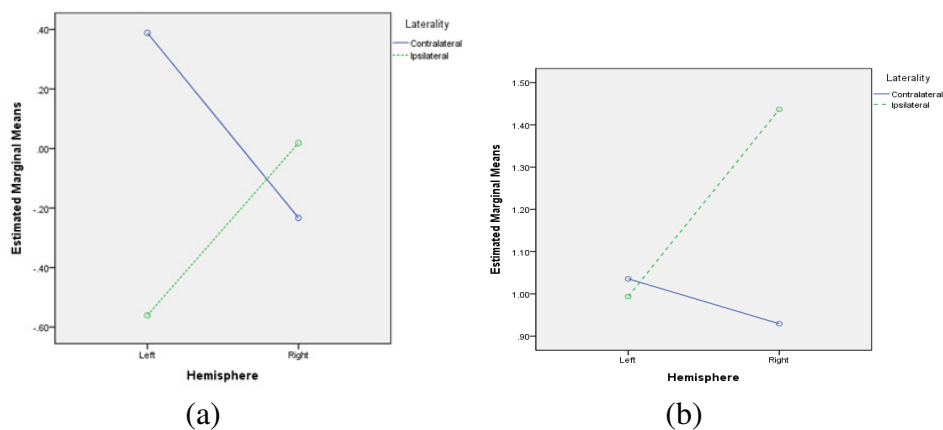 Laterality
Contralateral
Ipsilateral
Estimated Marginal Means
.40
.20
.00
-.20
-.40
-.60
Left
Right
Hemisphere
(a)
Laterality
Contralateral
Ipsilateral
Estimated Marginal Means
1.50
1.40
1.30
1.20
1.10
1.00
.90
Left
Right
Hemisphere
(b)